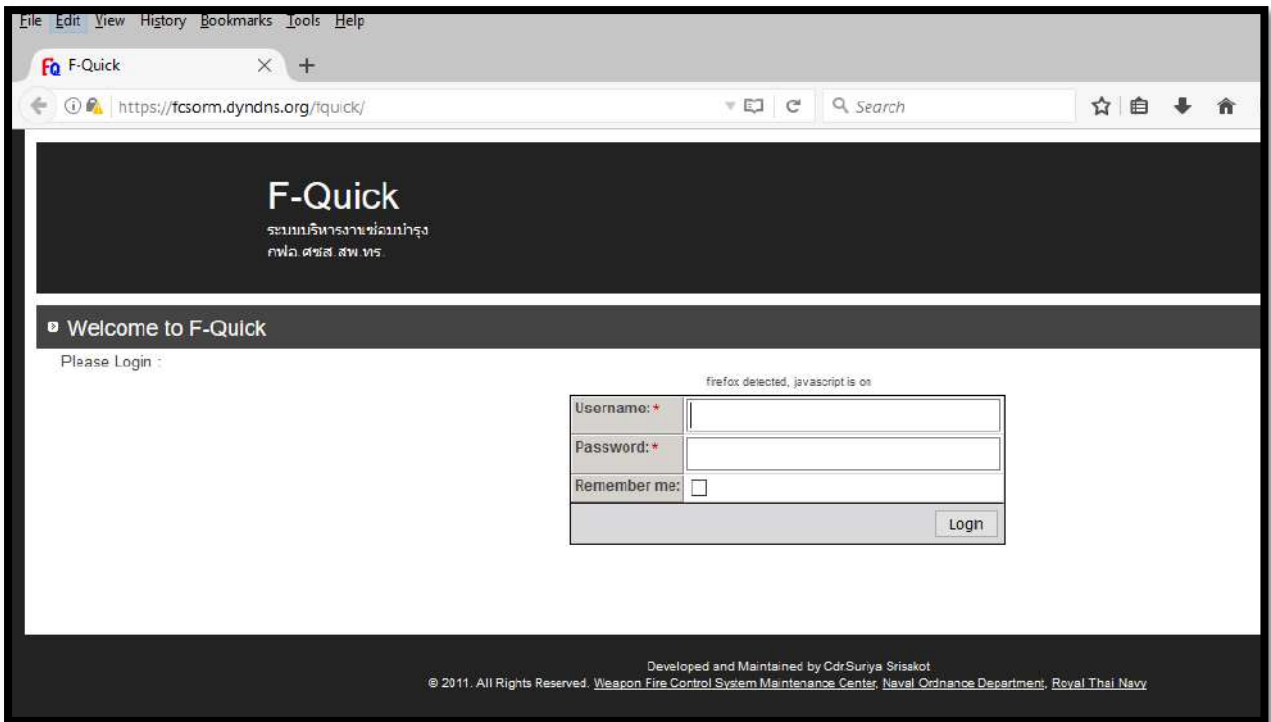 File Edit View History Bookmarks Tools Help
FQ F-Quick
https://fcsorm.dyndns.org/fquick/ Search
F-Quick
ระบบบริหารงานซ่อมบำรุง
กฟอ.ศซส.สพ.ทร.
Welcome to F-Quick
Please Login :
firefox detected, javascript is on
Username:*
Password:*
Remember me:
Login
Developed and Maintained by Cdr.Suriya Srisakot
© 2011. All Rights Reserved. Weapon Fire Control System Maintenance Center, Naval Ordnance Department, Royal Thai Navy